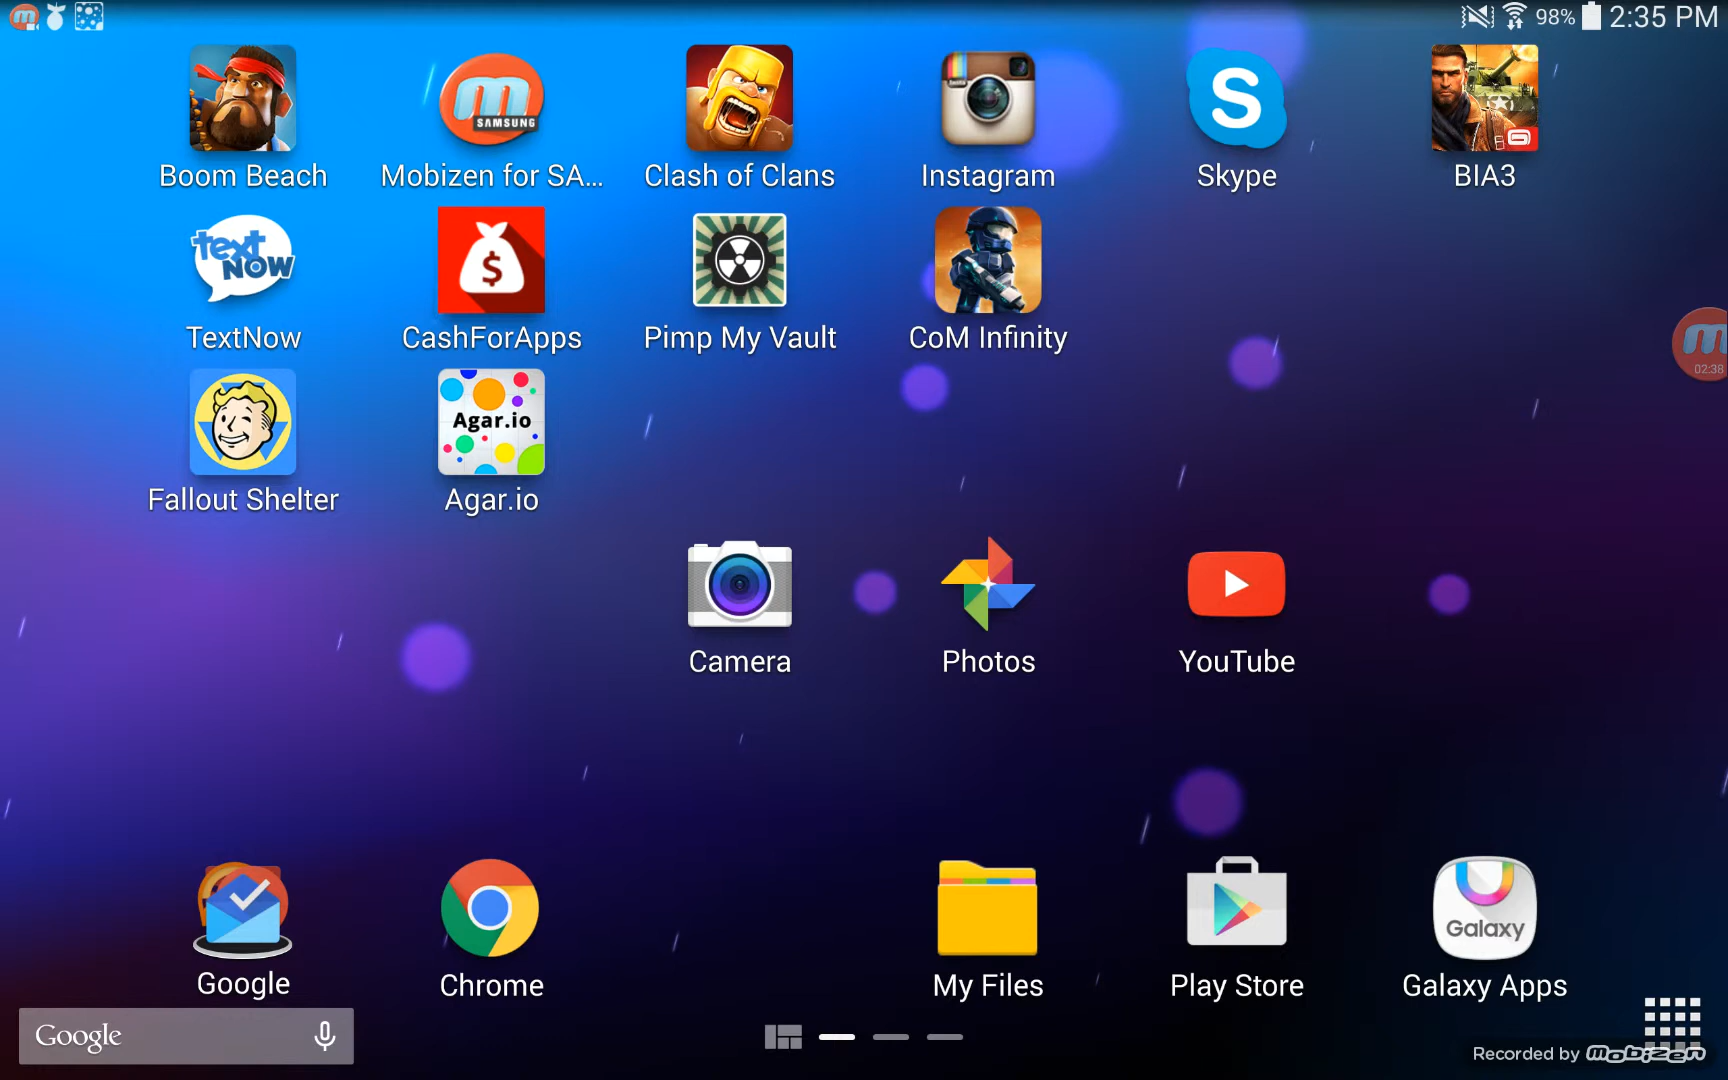 98% 2:35 PM
SAMSUNG
Boom Beach Mobizen for SA... Clash of Clans Instagram Skype BIA3
text NOW
$
TextNow CashForApps Pimp My Vault CoM Infinity
02:38
Agar.io
Fallout Shelter Agar.io
Camera Photos YouTube
Galaxy
Google Chrome My Files Play Store Galaxy Apps
Google
Recorded by mobizen